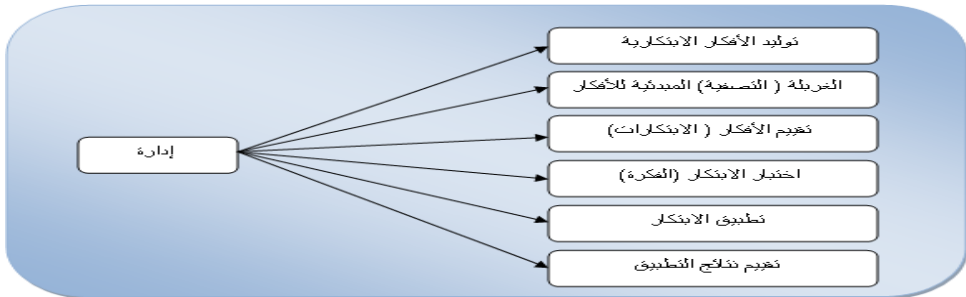 توليد الأفكار الابتكارية
الغربلة ( التصفية) المبدئية للأفكار
تقييم الأفكار ( الابتكارات)
إدارة
اختبار الابتكار (الفكرة)
تطبيق الابتكار
تقييم نتائج التطبيق